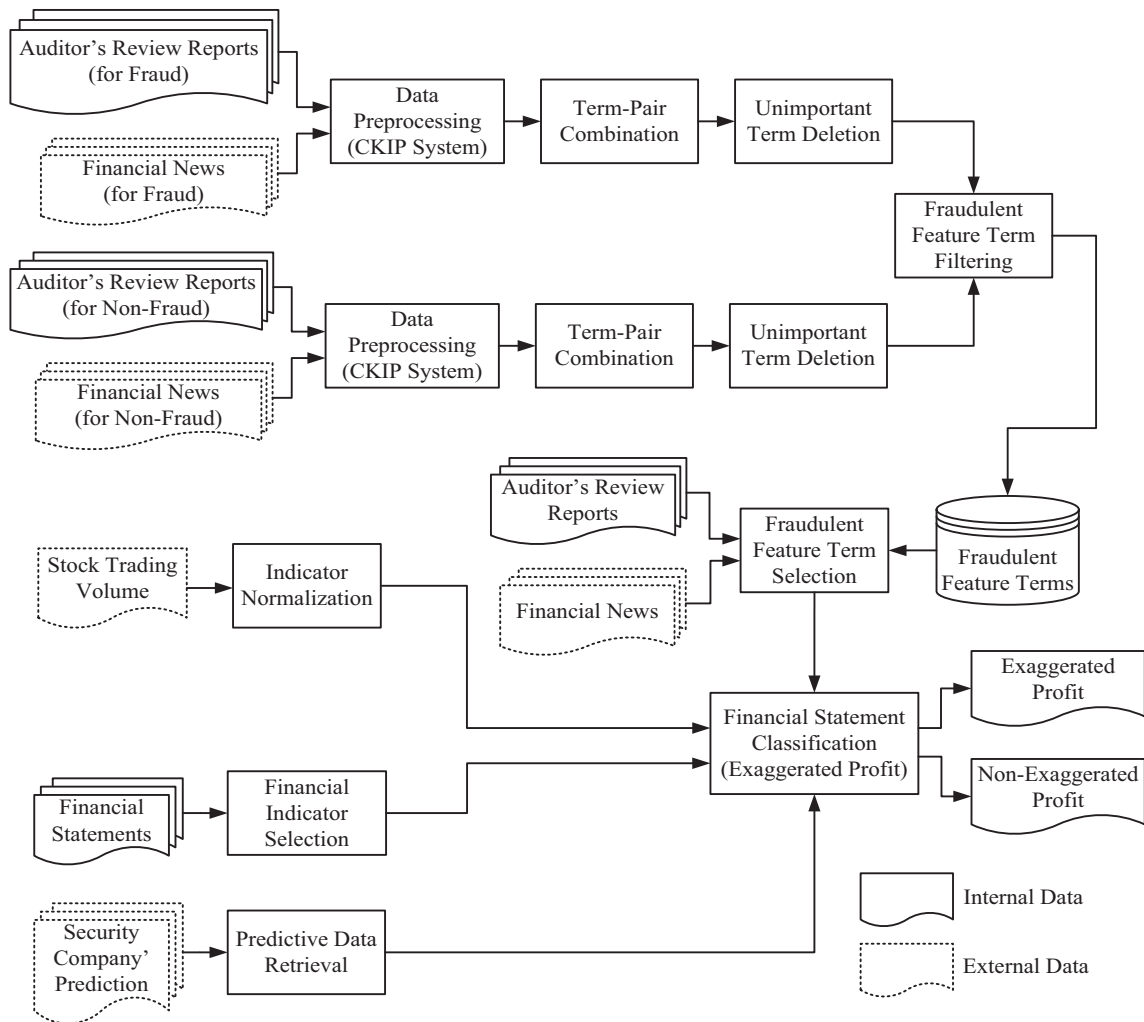 Auditor's Review Reports
(for Fraud)
Financial News
(for Fraud)
Data
Preprocessing
(CKIP System)
Term-Pair
Combination
Unimportant
Term Deletion
Fraudulent
Feature Term
Filtering
Auditor's Review Reports
(for Non-Fraud)
Financial News
(for Non-Fraud)
Data
Preprocessing
(CKIP System)
Term-Pair
Combination
Unimportant
Term Deletion
Auditor's Review
Reports
Financial News
Fraudulent
Feature Term
Selection
Fraudulent
Feature Terms
Stock Trading
Volume
Indicator
Normalization
Financial Statement
Classification
(Exaggerated Profit)
Exaggerated
Profit
Non-Exaggerated
Profit
Financial
Statements
Financial
Indicator
Selection
Security
Company'
Prediction
Predictive Data
Retrieval
Internal Data
External Data